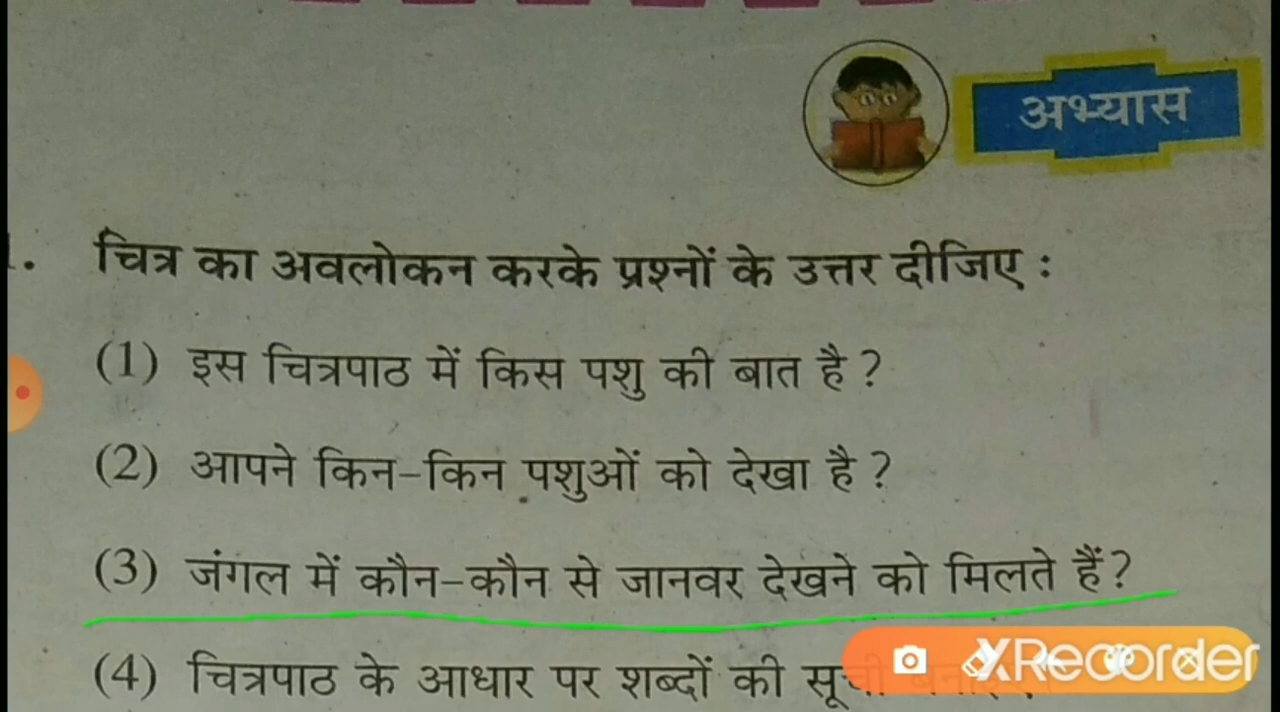 अभ्यास
1. चित्र का अवलोकन करके प्रश्नों के उत्तर दीजिए :
(1) इस चित्रपाठ में किस पशु की बात है ?
(2) आपने किन-किन पशुओं को देखा है ?
(3) जंगल में कौन-कौन से जानवर देखने को मिलते हैं?
(4) चित्रपाठ के आधार पर शब्दों की सूची
XRecorder